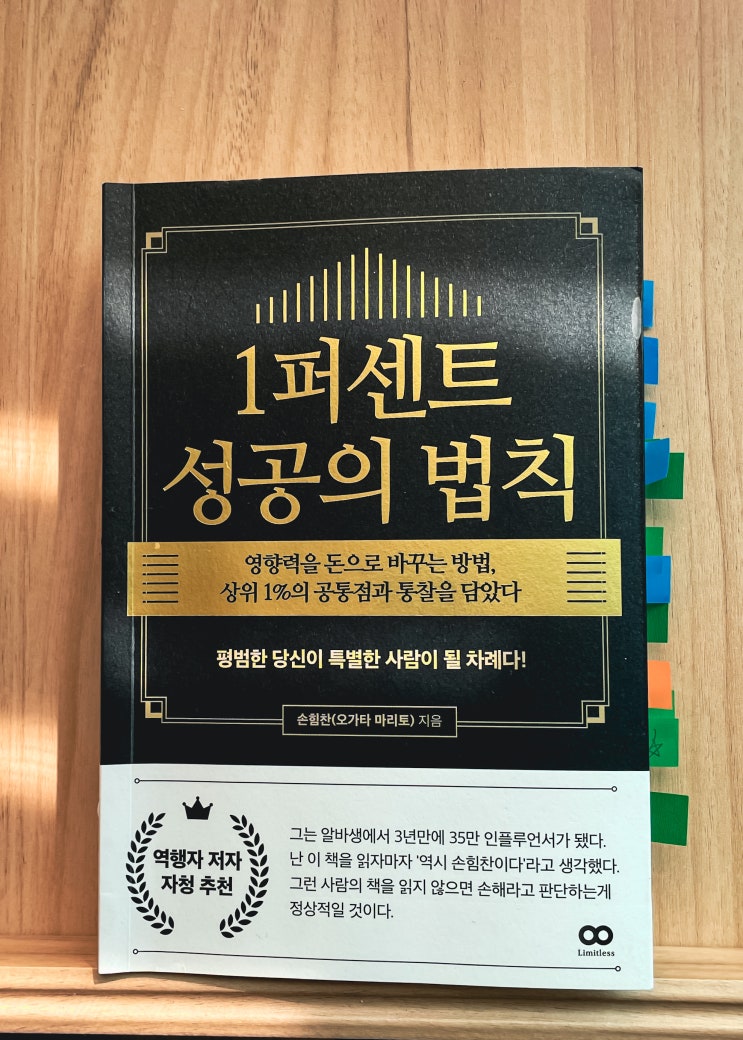 1퍼센트
성공의 법칙
영향력을 돈으로 바꾸는 방법,
상위 1%의 공통점과 통찰을 담았다
평범한 당신이 특별한 사람이 될 차례다!
손힘찬(오가타 마리토) 지음
역행자 저자
자청 추천
그는 알바생에서 3년만에 35만 인플루언서가 됐다.
난 이 책을 읽자마자 '역시 손힘찬이다'라고 생각했다.
그런 사람의 책을 읽지 않으면 손해라고 판단하는게
정상적일 것이다.
Limitless